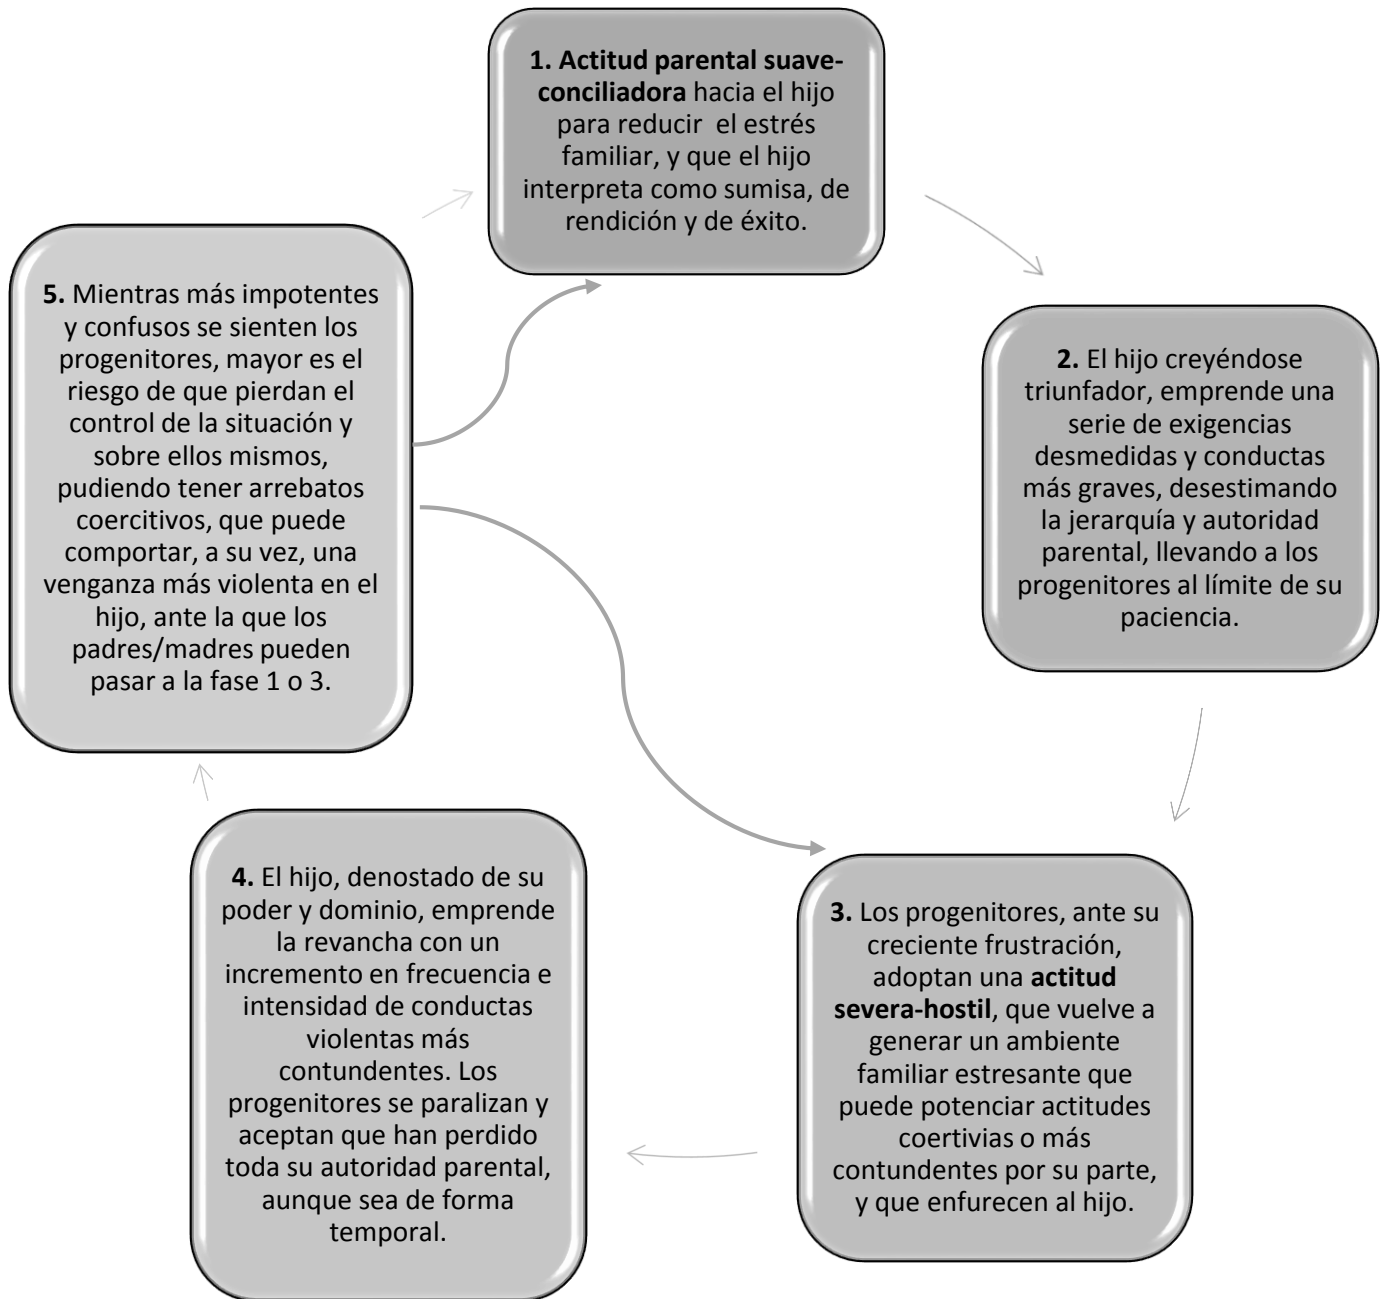 1. Actitud parental suave-
conciliadora hacia el hijo
para reducir el estrés
familiar, y que el hijo
interpreta como sumisa, de
rendición y de éxito.
2. El hijo creyéndose
triunfador, emprende una
serie de exigencias
desmedidas y conductas
más graves, desestimando
la jerarquía y autoridad
parental, llevando a los
progenitores al límite de su
paciencia.
3. Los progenitores, ante su
creciente frustración,
adoptan una actitud
severa-hostil, que vuelve a
generar un ambiente
familiar estresante que
puede potenciar actitudes
coertivias o más
contundentes por su parte,
y que enfurecen al hijo.
4. El hijo, denostado de su
poder y dominio, emprende
la revancha con un
incremento en frecuencia e
intensidad de conductas
violentas más
contundentes. Los
progenitores se paralizan y
aceptan que han perdido
toda su autoridad parental,
aunque sea de forma
temporal.
5. Mientras más impotentes
y confusos se sienten los
progenitores, mayor es el
riesgo de que pierdan el
control de la situación y
sobre ellos mismos,
pudiendo tener arrebatos
coercitivos, que puede
comportar, a su vez, una
venganza más violenta en el
hijo, ante la que los
padres/madres pueden
pasar a la fase 1 o 3.